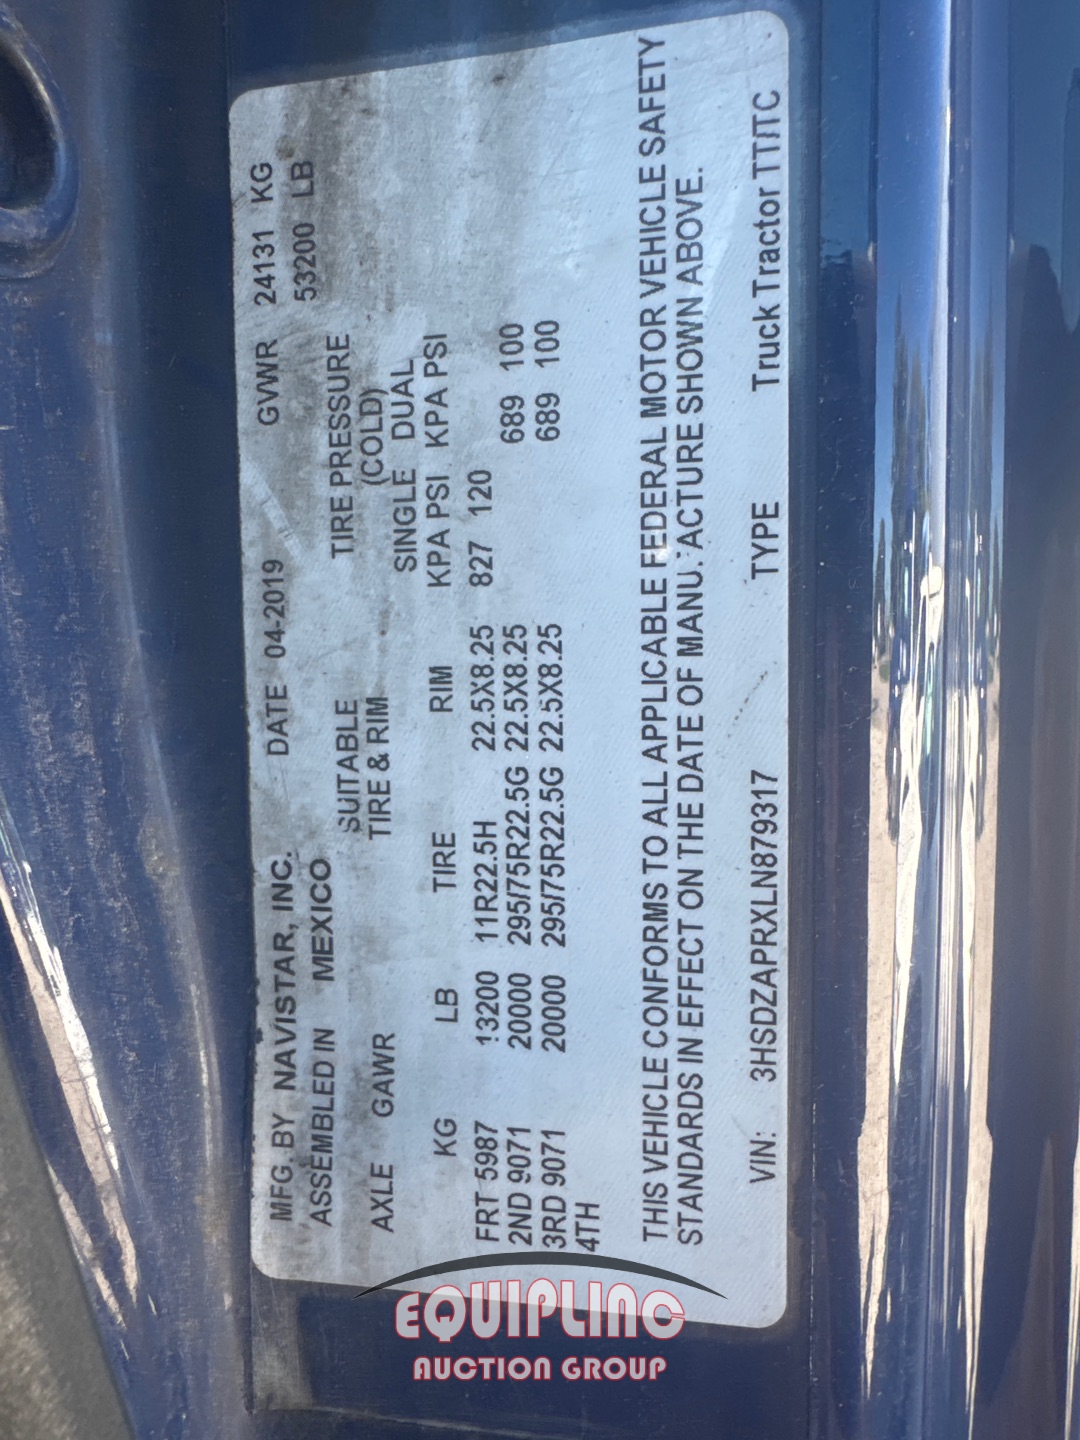 MFG. BY NAVISTAR, INC. DATE 04-2019 GVWR 24131 KG
ASSEMBLED IN MEXICO 53200 LB
SUITABLE TIRE PRESSURE
AXLE GAWR TIRE & RIM (COLD)
SINGLE DUAL
KG LB TIRE RIM KPA PSI KPA PSI
FRT 5987 13200 11R22.5H 22.5X8.25 827 120
2ND 9071 20000 295/75R22.5G 22.5X8.25 689 100
3RD 9071 20000 295/75R22.5G 22.5X8.25 689 100
4TH
THIS VEHICLE CONFORMS TO ALL APPLICABLE FEDERAL MOTOR VEHICLE SAFETY
STANDARDS IN EFFECT ON THE DATE OF MANU. ACTURE SHOWN ABOVE.
VIN: 3HSDZAPRXLN879317 TYPE Truck Tractor TT/TC
EQUIPLINC
AUCTION GROUP